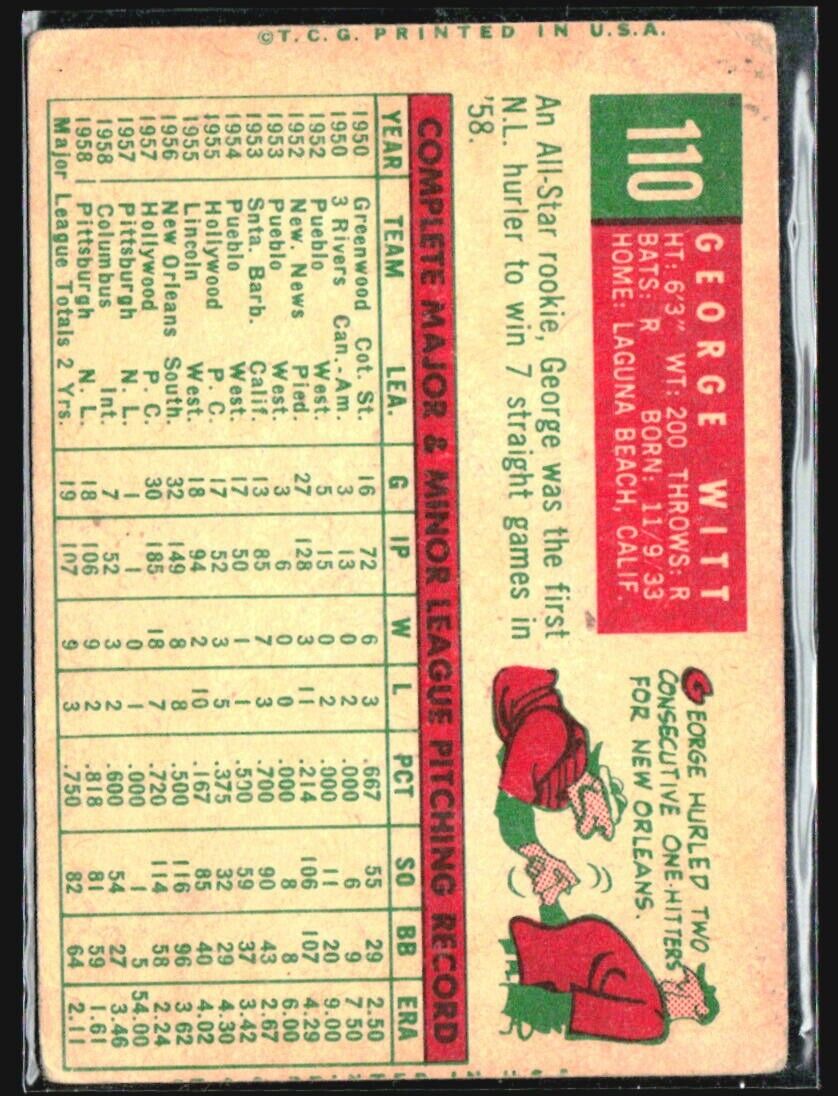 ©T.C.G. PRINTED IN U.S.A.
110
GEORGE WITT
HT: 6'3" WT: 200 THROWS: R
BATS: R BORN: 11/9/33
HOME: LAGUNA BEACH, CALIF.
An All-Star rookie, George was the first
N.L. hurler to win 7 straight games in
'58.
GEORGE HURLED TWO
CONSECUTIVE ONE-HITTERS
FOR NEW ORLEANS.
COMPLETE MAJOR & MINOR LEAGUE PITCHING RECORD
YEAR TEAM LEA. G IP W L PCT SO BB ERA
1950 Greenwood Cot. St. 16 72 6 3 .667 55 29 2.50
1950 3 Rivers Can.-Am. 3 13 0 2 .000 6 9 7.50
1952 Pueblo West. 5 15 0 2 .000 11 20 9.00
1952 New. News Pied. 27 128 3 11 .214 106 107 4.29
1953 Pueblo West. 3 6 0 0 .000 8 8 6.00
1953 Snta. Barb. Calif. 13 85 7 3 .700 90 43 2.67
1954 Pueblo West. 17 50 1 1 .500 59 37 3.42
1955 Hollywood P. C. 17 52 3 5 .375 32 29 4.30
1955 Lincoln West. 18 94 2 10 .167 85 40 4.02
1956 New Orleans South. 32 149 8 8 .500 116 96 3.62
1957 Hollywood P. C. 30 185 18 7 .720 114 58 2.24
1957 Pittsburgh N. L. 1 1 0 1 .000 1 5 54.00
1958 Columbus Int. 7 52 3 2 .600 54 27 3.46
1958 Pittsburgh N. L. 18 106 9 2 .818 81 59 1.61
Major League Totals 2 Yrs. 19 107 9 3 .750 82 64 2.11